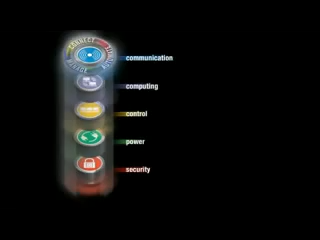 communication
computing
control
power
security